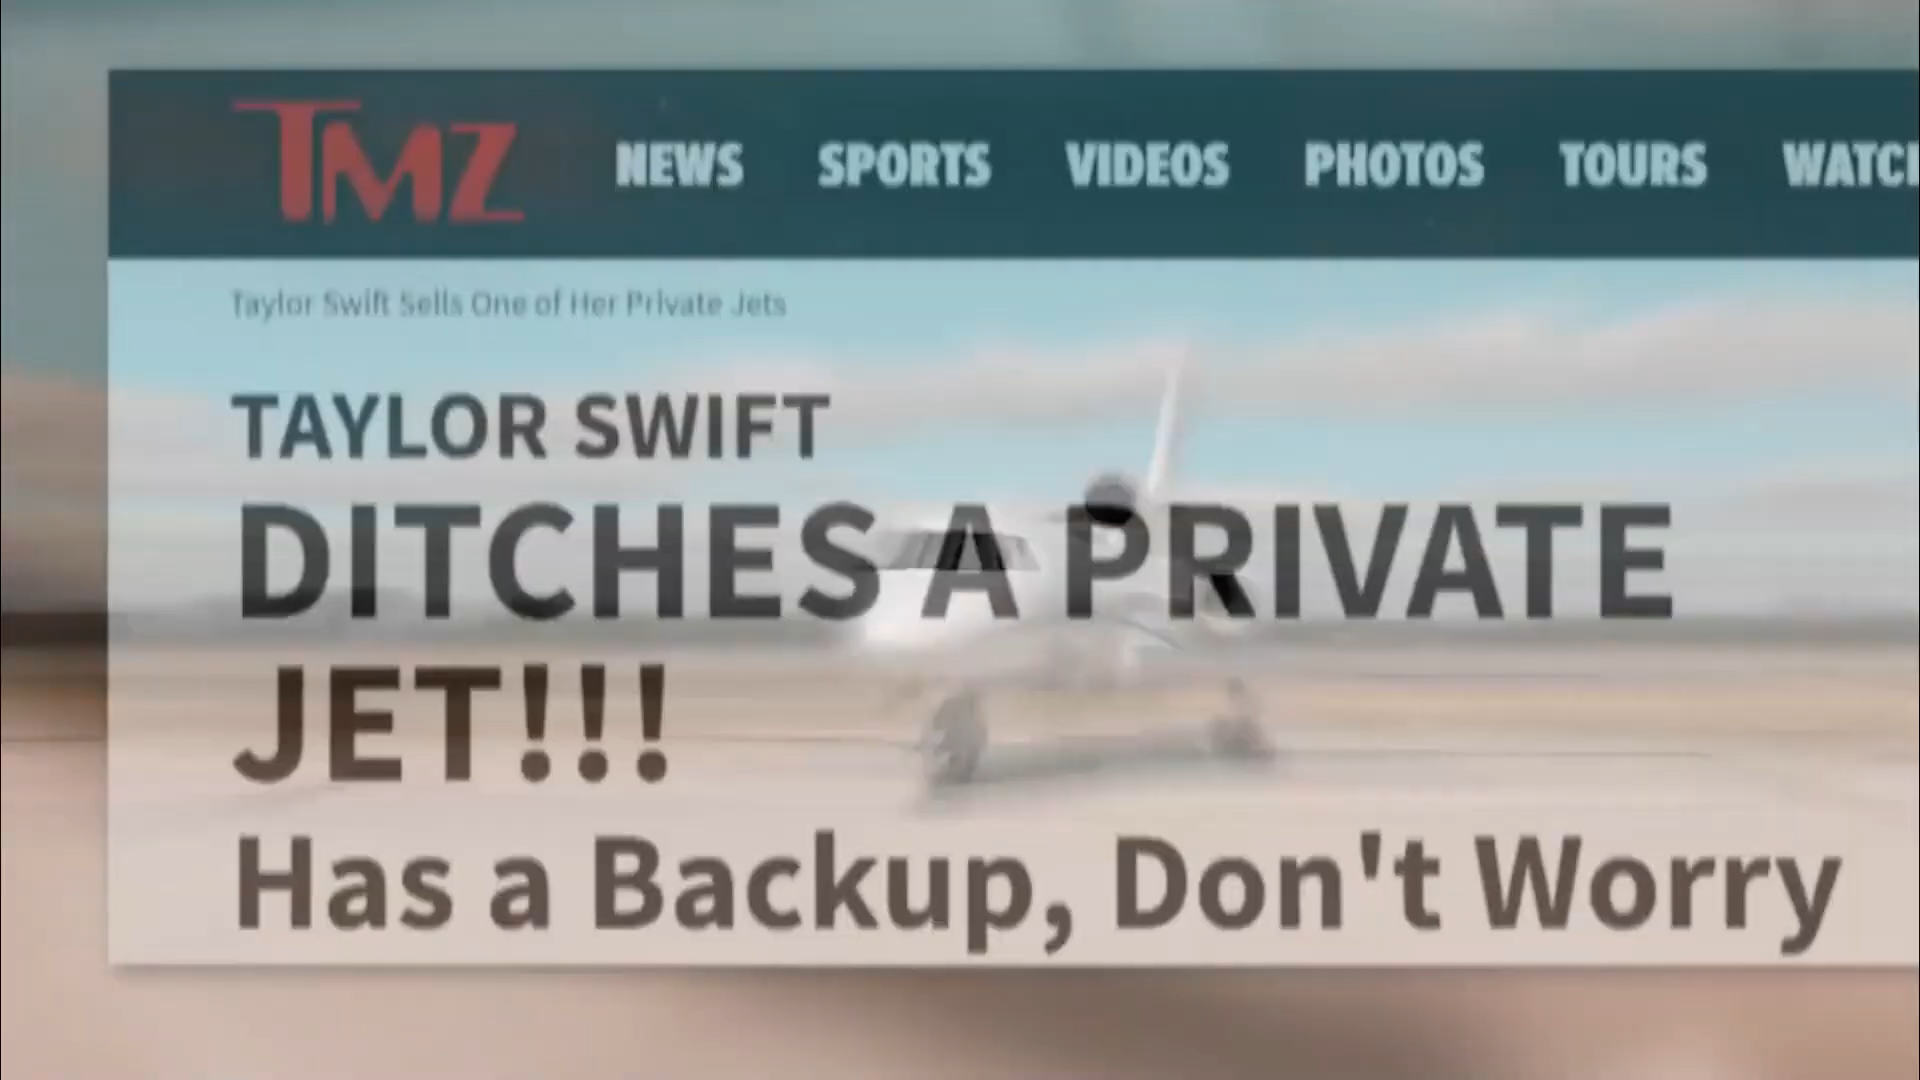 TMZ NEWS SPORTS VIDEOS PHOTOS TOURS
Taylor Swift Sells One of Her Private Jets
TAYLOR SWIFT
DITCHES A PRIVATE
JET!!!
Has a Backup, Don't Worry